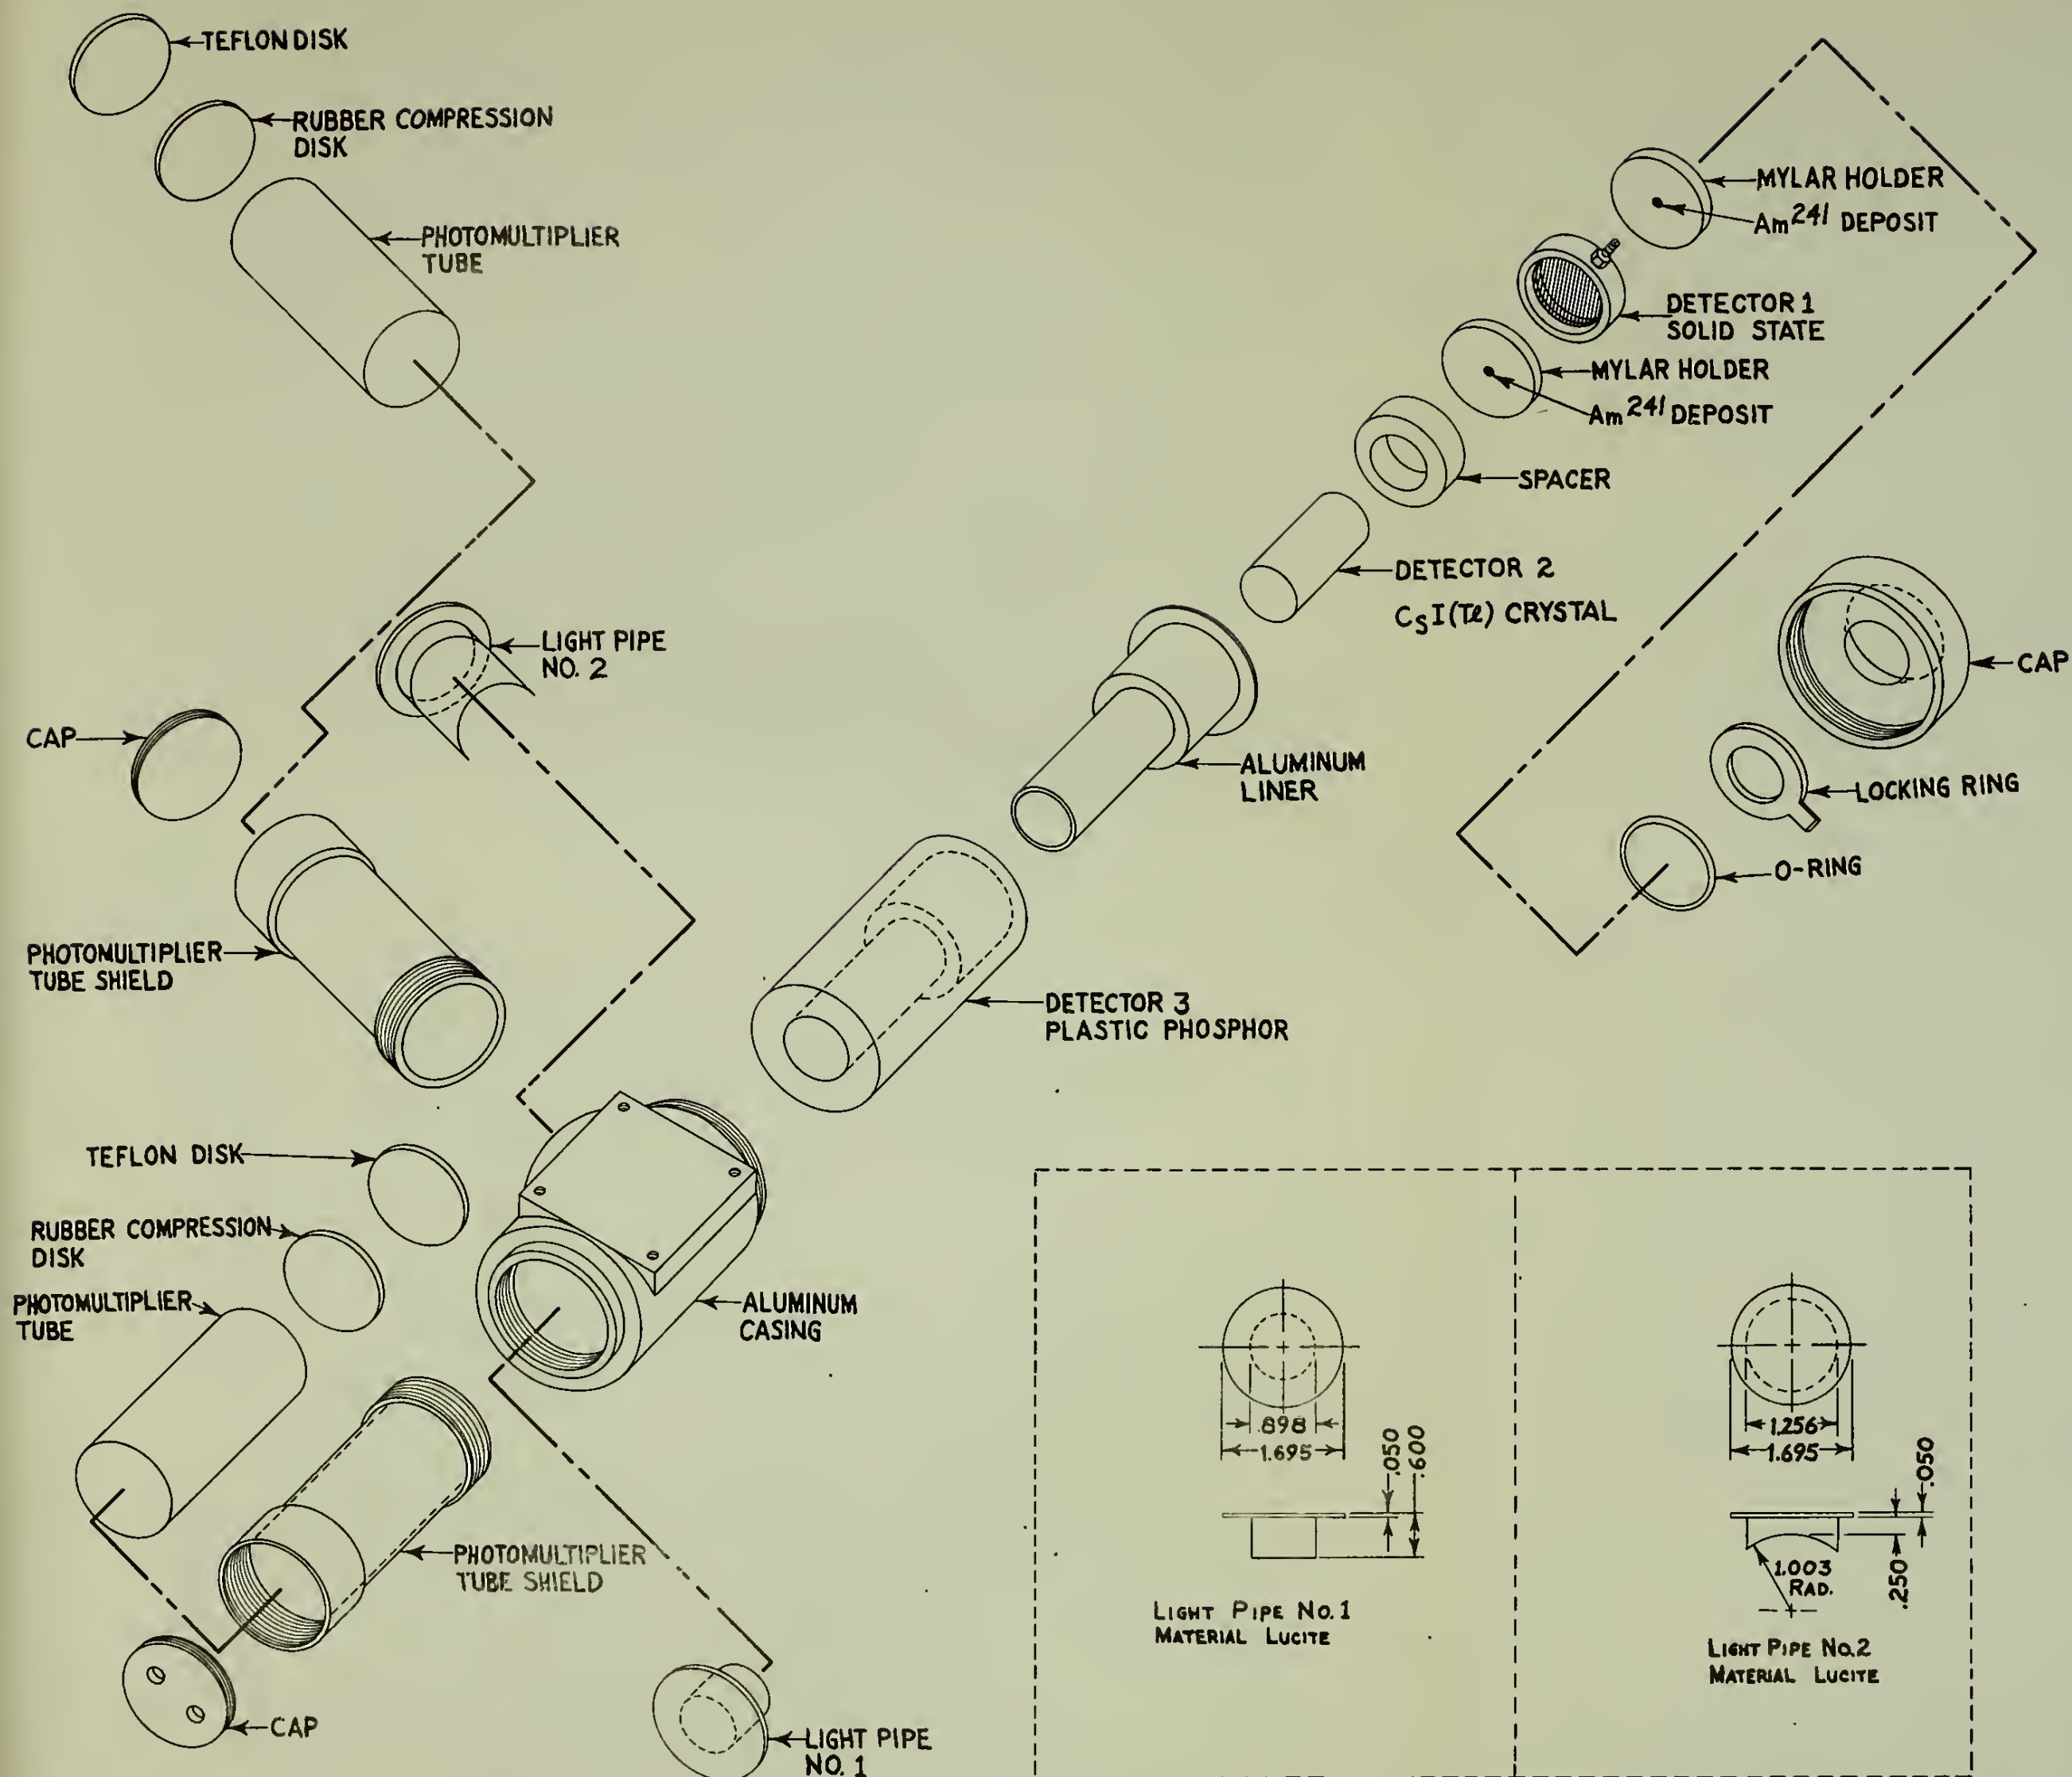 TEFLON DISK
RUBBER COMPRESSION
DISK
PHOTOMULTIPLIER
TUBE
LIGHT PIPE
NO. 2
CAP
PHOTOMULTIPLIER
TUBE SHIELD
TEFLON DISK
RUBBER COMPRESSION
DISK
PHOTOMULTIPLIER
TUBE
ALUMINUM
CASING
PHOTOMULTIPLIER
TUBE SHIELD
CAP
LIGHT PIPE
NO. 1
MYLAR HOLDER
Am241 DEPOSIT
DETECTOR 1
SOLID STATE
MYLAR HOLDER
Am241 DEPOSIT
SPACER
DETECTOR 2
CsI(Tl) CRYSTAL
CAP
ALUMINUM
LINER
LOCKING RING
O-RING
DETECTOR 3
PLASTIC PHOSPHOR
.898
1.695
.050
.600
LIGHT PIPE NO. 1
MATERIAL LUCITE
1.256
1.695
.050
1.003
RAD.
.250
LIGHT PIPE NO. 2
MATERIAL LUCITE